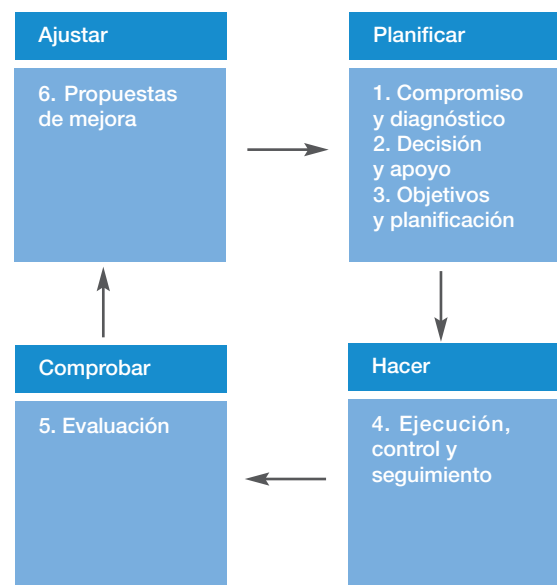 Ajustar
6. Propuestas
de mejora
Planificar
1. Compromiso
y diagnóstico
2. Decisión
y apoyo
3. Objetivos
y planificación
Comprobar
5. Evaluación
Hacer
4. Ejecución,
control y
seguimiento